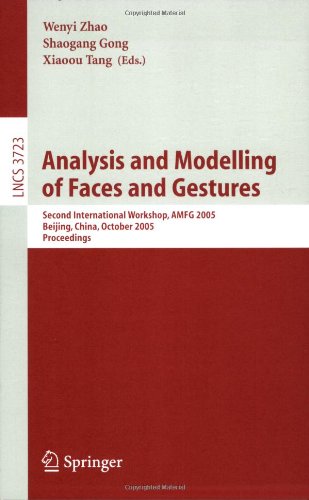 Wenyi Zhao
Shaogang Gong
Xiaoou Tang (Eds.)
LNCS 3723
Analysis and Modelling
of Faces and Gestures
Second International Workshop, AMFG 2005
Beijing, China, October 2005
Proceedings
Springer